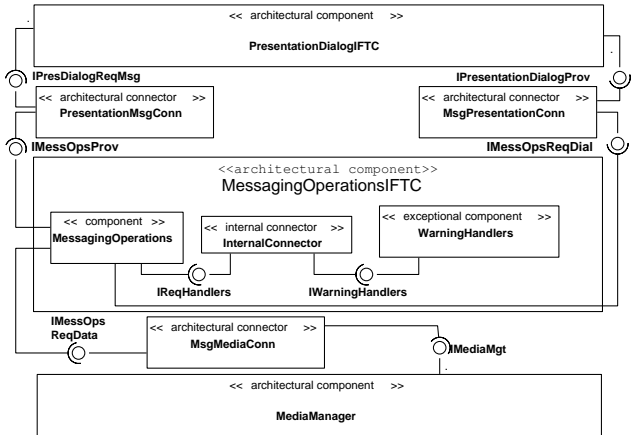 << architectural component >>
PresentationDialogIFTC
IPresDialogReqMsg
IPresentationDialogProv
<< architectural connector >>
PresentationMsgConn
<< architectural connector >>
MsgPresentationConn
IMessOpsProv
IMessOpsReqDial
<<architectural component>>
MessagingOperationsIFTC
<< component >>
MessagingOperations
<< internal connector >>
InternalConnector
<< exceptional component >>
WarningHandlers
IReqHandlers
IWarningHandlers
IMessOps
ReqData
<< architectural connector >>
MsgMediaConn
IMediaMgt
<< architectural component >>
MediaManager